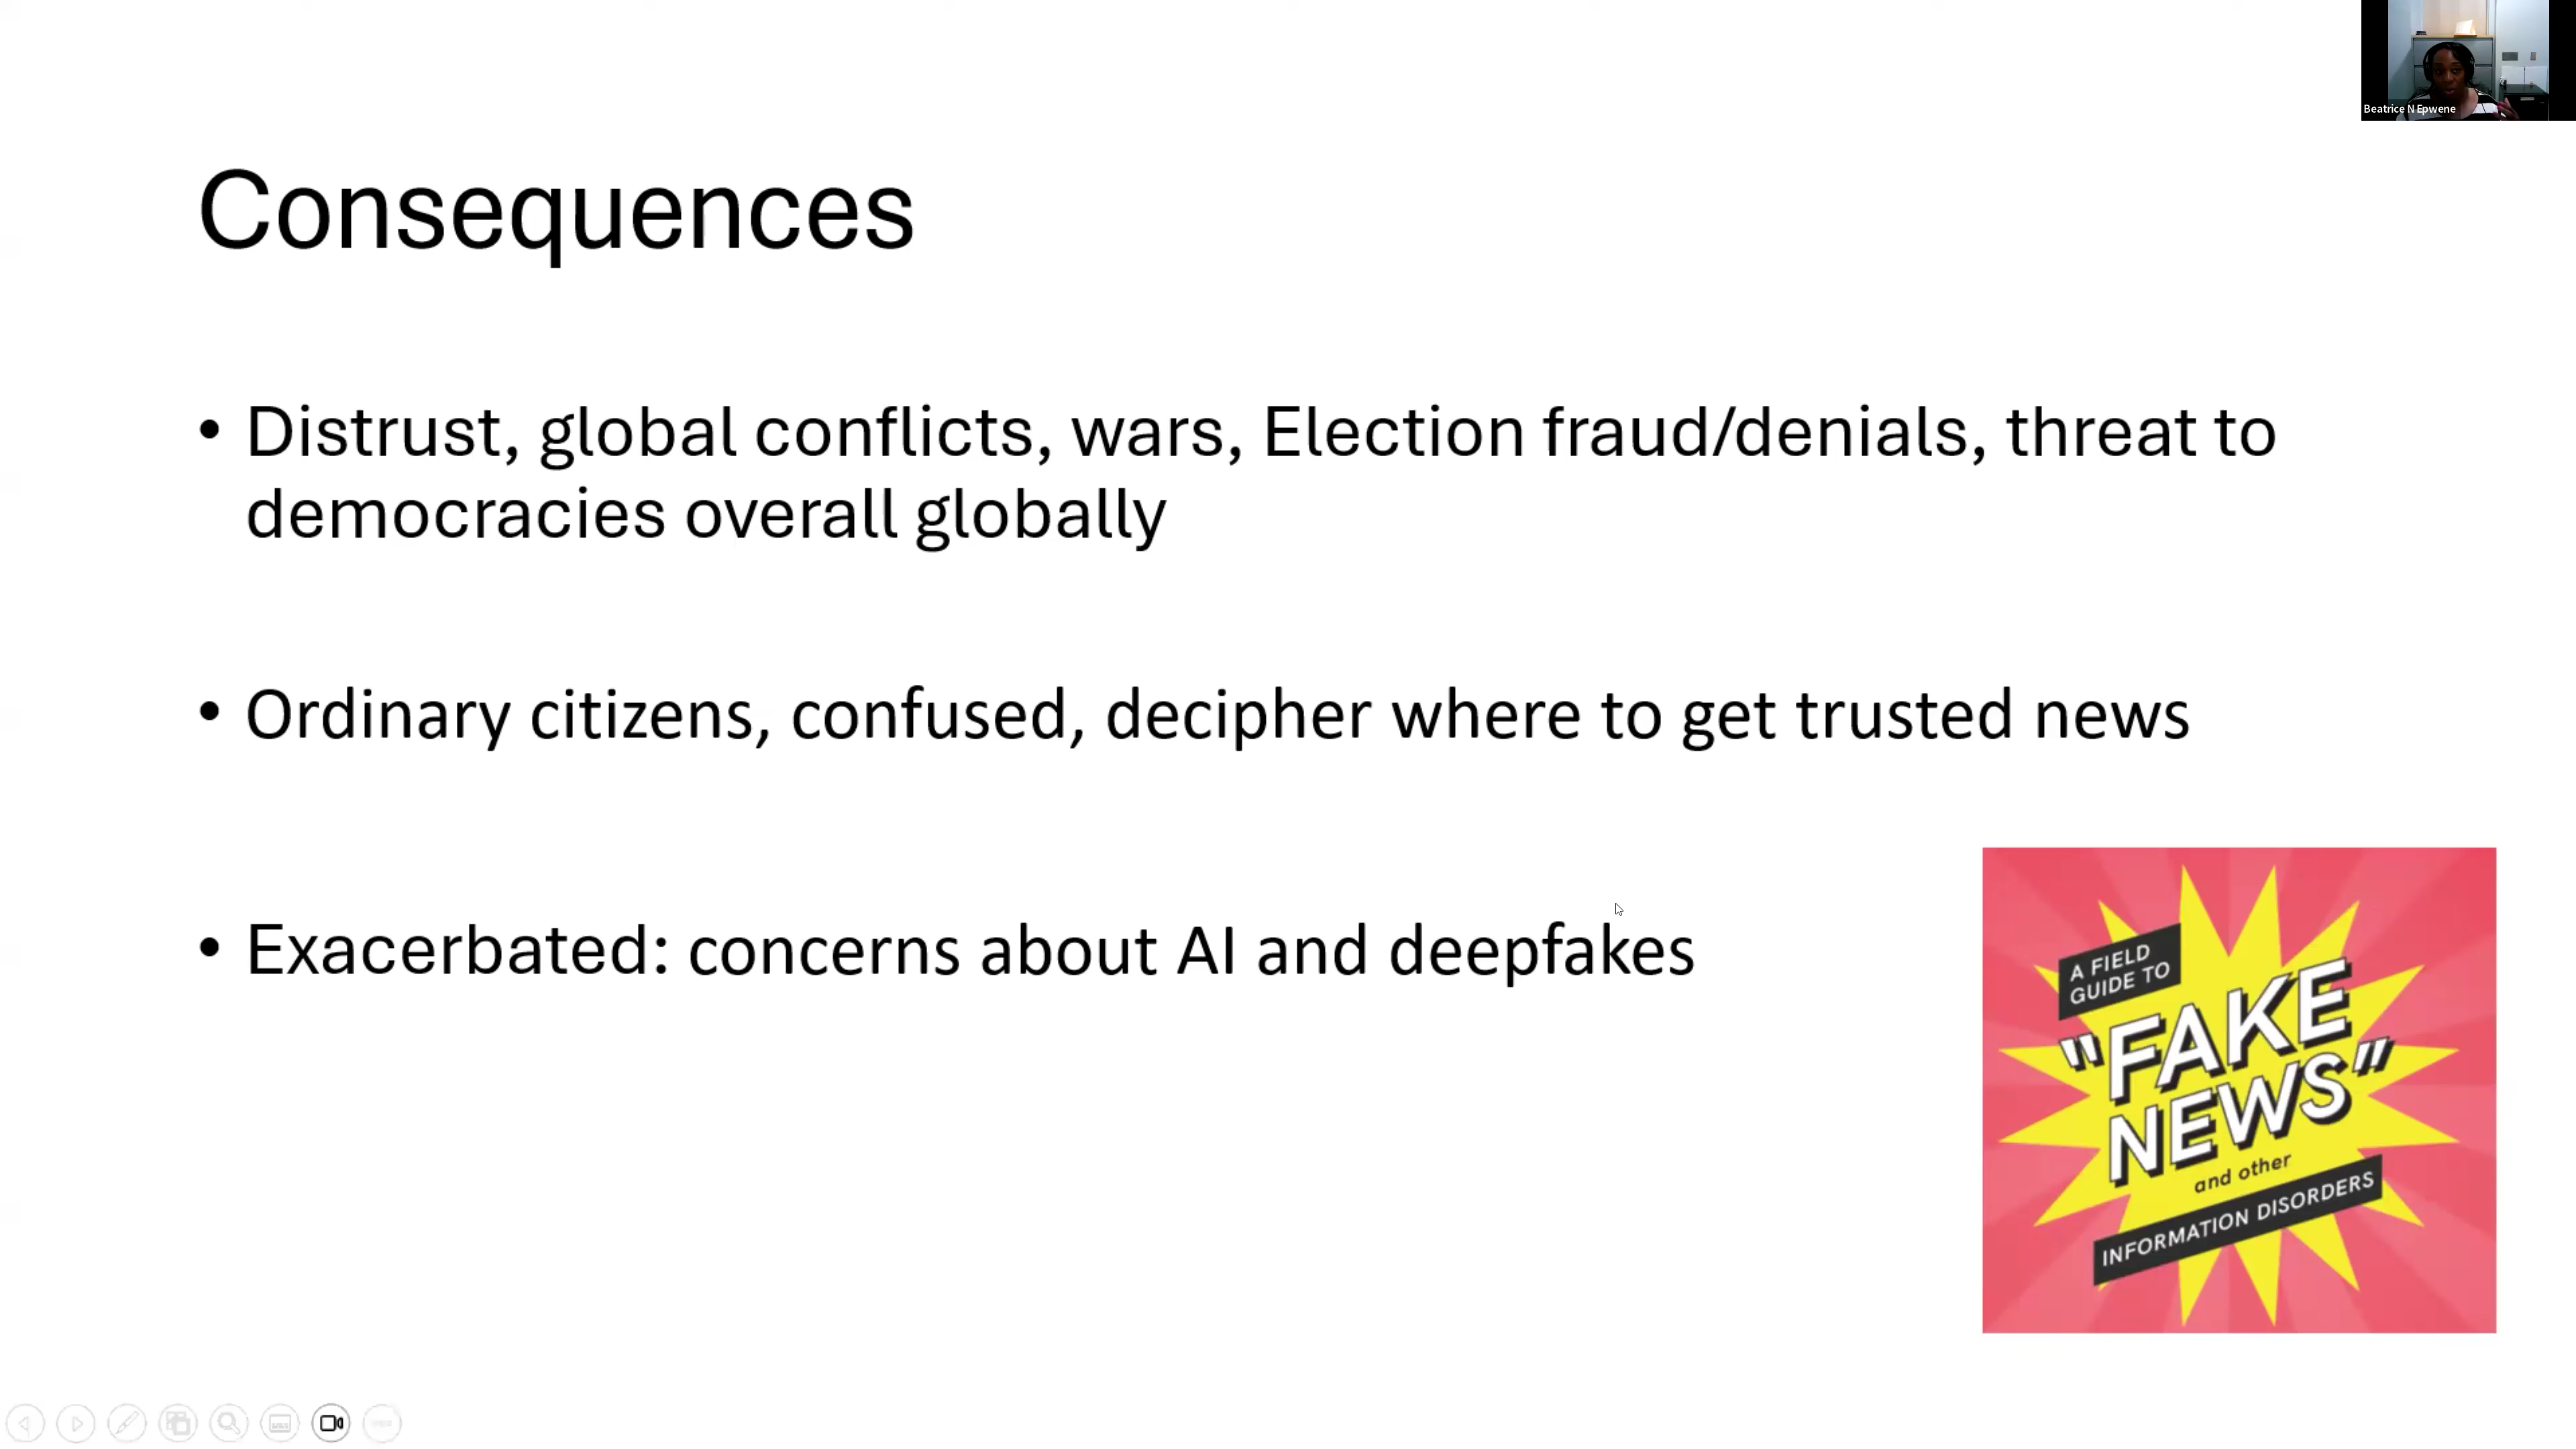 Beatrice N Epwene
Consequences
• Distrust, global conflicts, wars, Election fraud/denials, threat to
democracies overall globally
• Ordinary citizens, confused, decipher where to get trusted news
• Exacerbated: concerns about AI and deepfakes
A FIELD
GUIDE TO
"FAKE
NEWS"
and other
INFORMATION DISORDERS